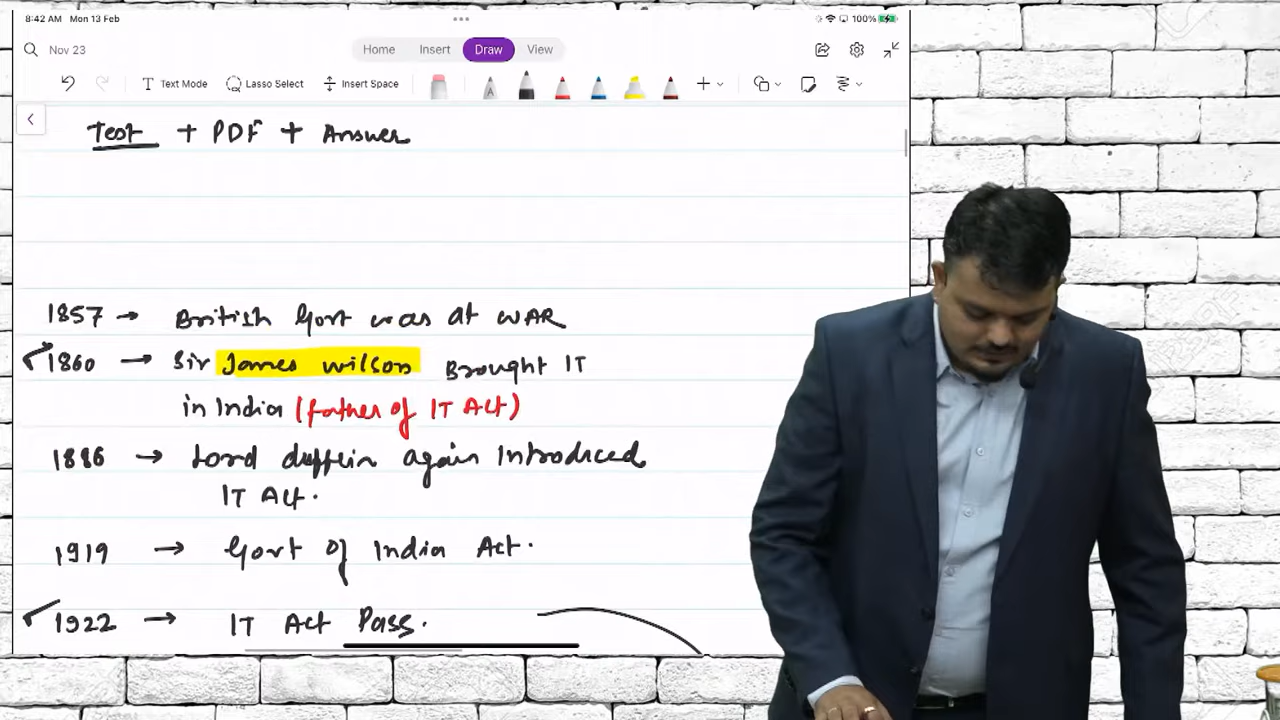 8:42 AM Mon 13 Feb
100%
Nov 23
Home Insert Draw View
Text Mode Lasso Select Insert Space
Test + PDF + Answer
1857 → British Govt was at WAR
1860 → Sir James wilson Brought IT
in India (father of IT Act)
1886 → Lord dufflin again Introduced
IT Act.
1919 → Govt of India Act.
1922 → IT Act Pass.